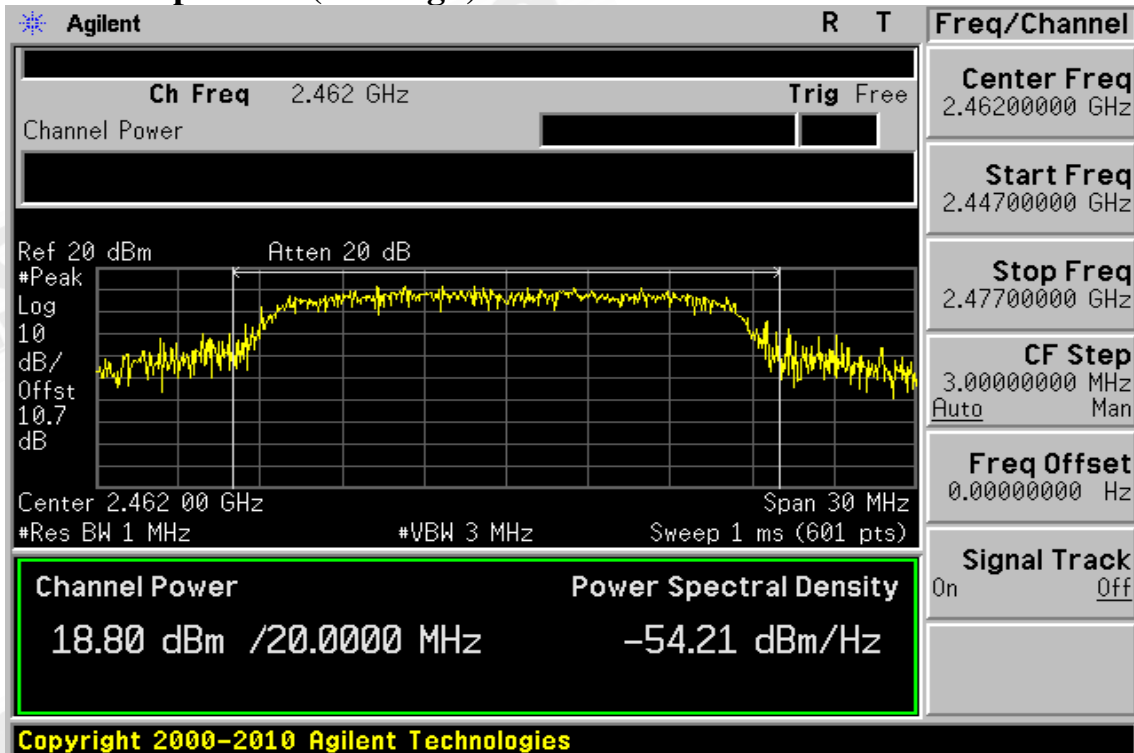 Agilent R T
Ch Freq 2.462 GHz Trig Free
Channel Power
Ref 20 dBm Atten 20 dB
#Peak
Log
10
dB/
Offst
10.7
dB
Center 2.462 00 GHz Span 30 MHz
#Res BW 1 MHz #VBW 3 MHz Sweep 1 ms (601 pts)
Channel Power Power Spectral Density
18.80 dBm /20.0000 MHz -54.21 dBm/Hz
Copyright 2000-2010 Agilent Technologies
Freq/Channel
Center Freq
2.46200000 GHz
Start Freq
2.44700000 GHz
Stop Freq
2.47700000 GHz
CF Step
3.00000000 MHz
Auto Man
Freq Offset
0.00000000 Hz
Signal Track
On Off